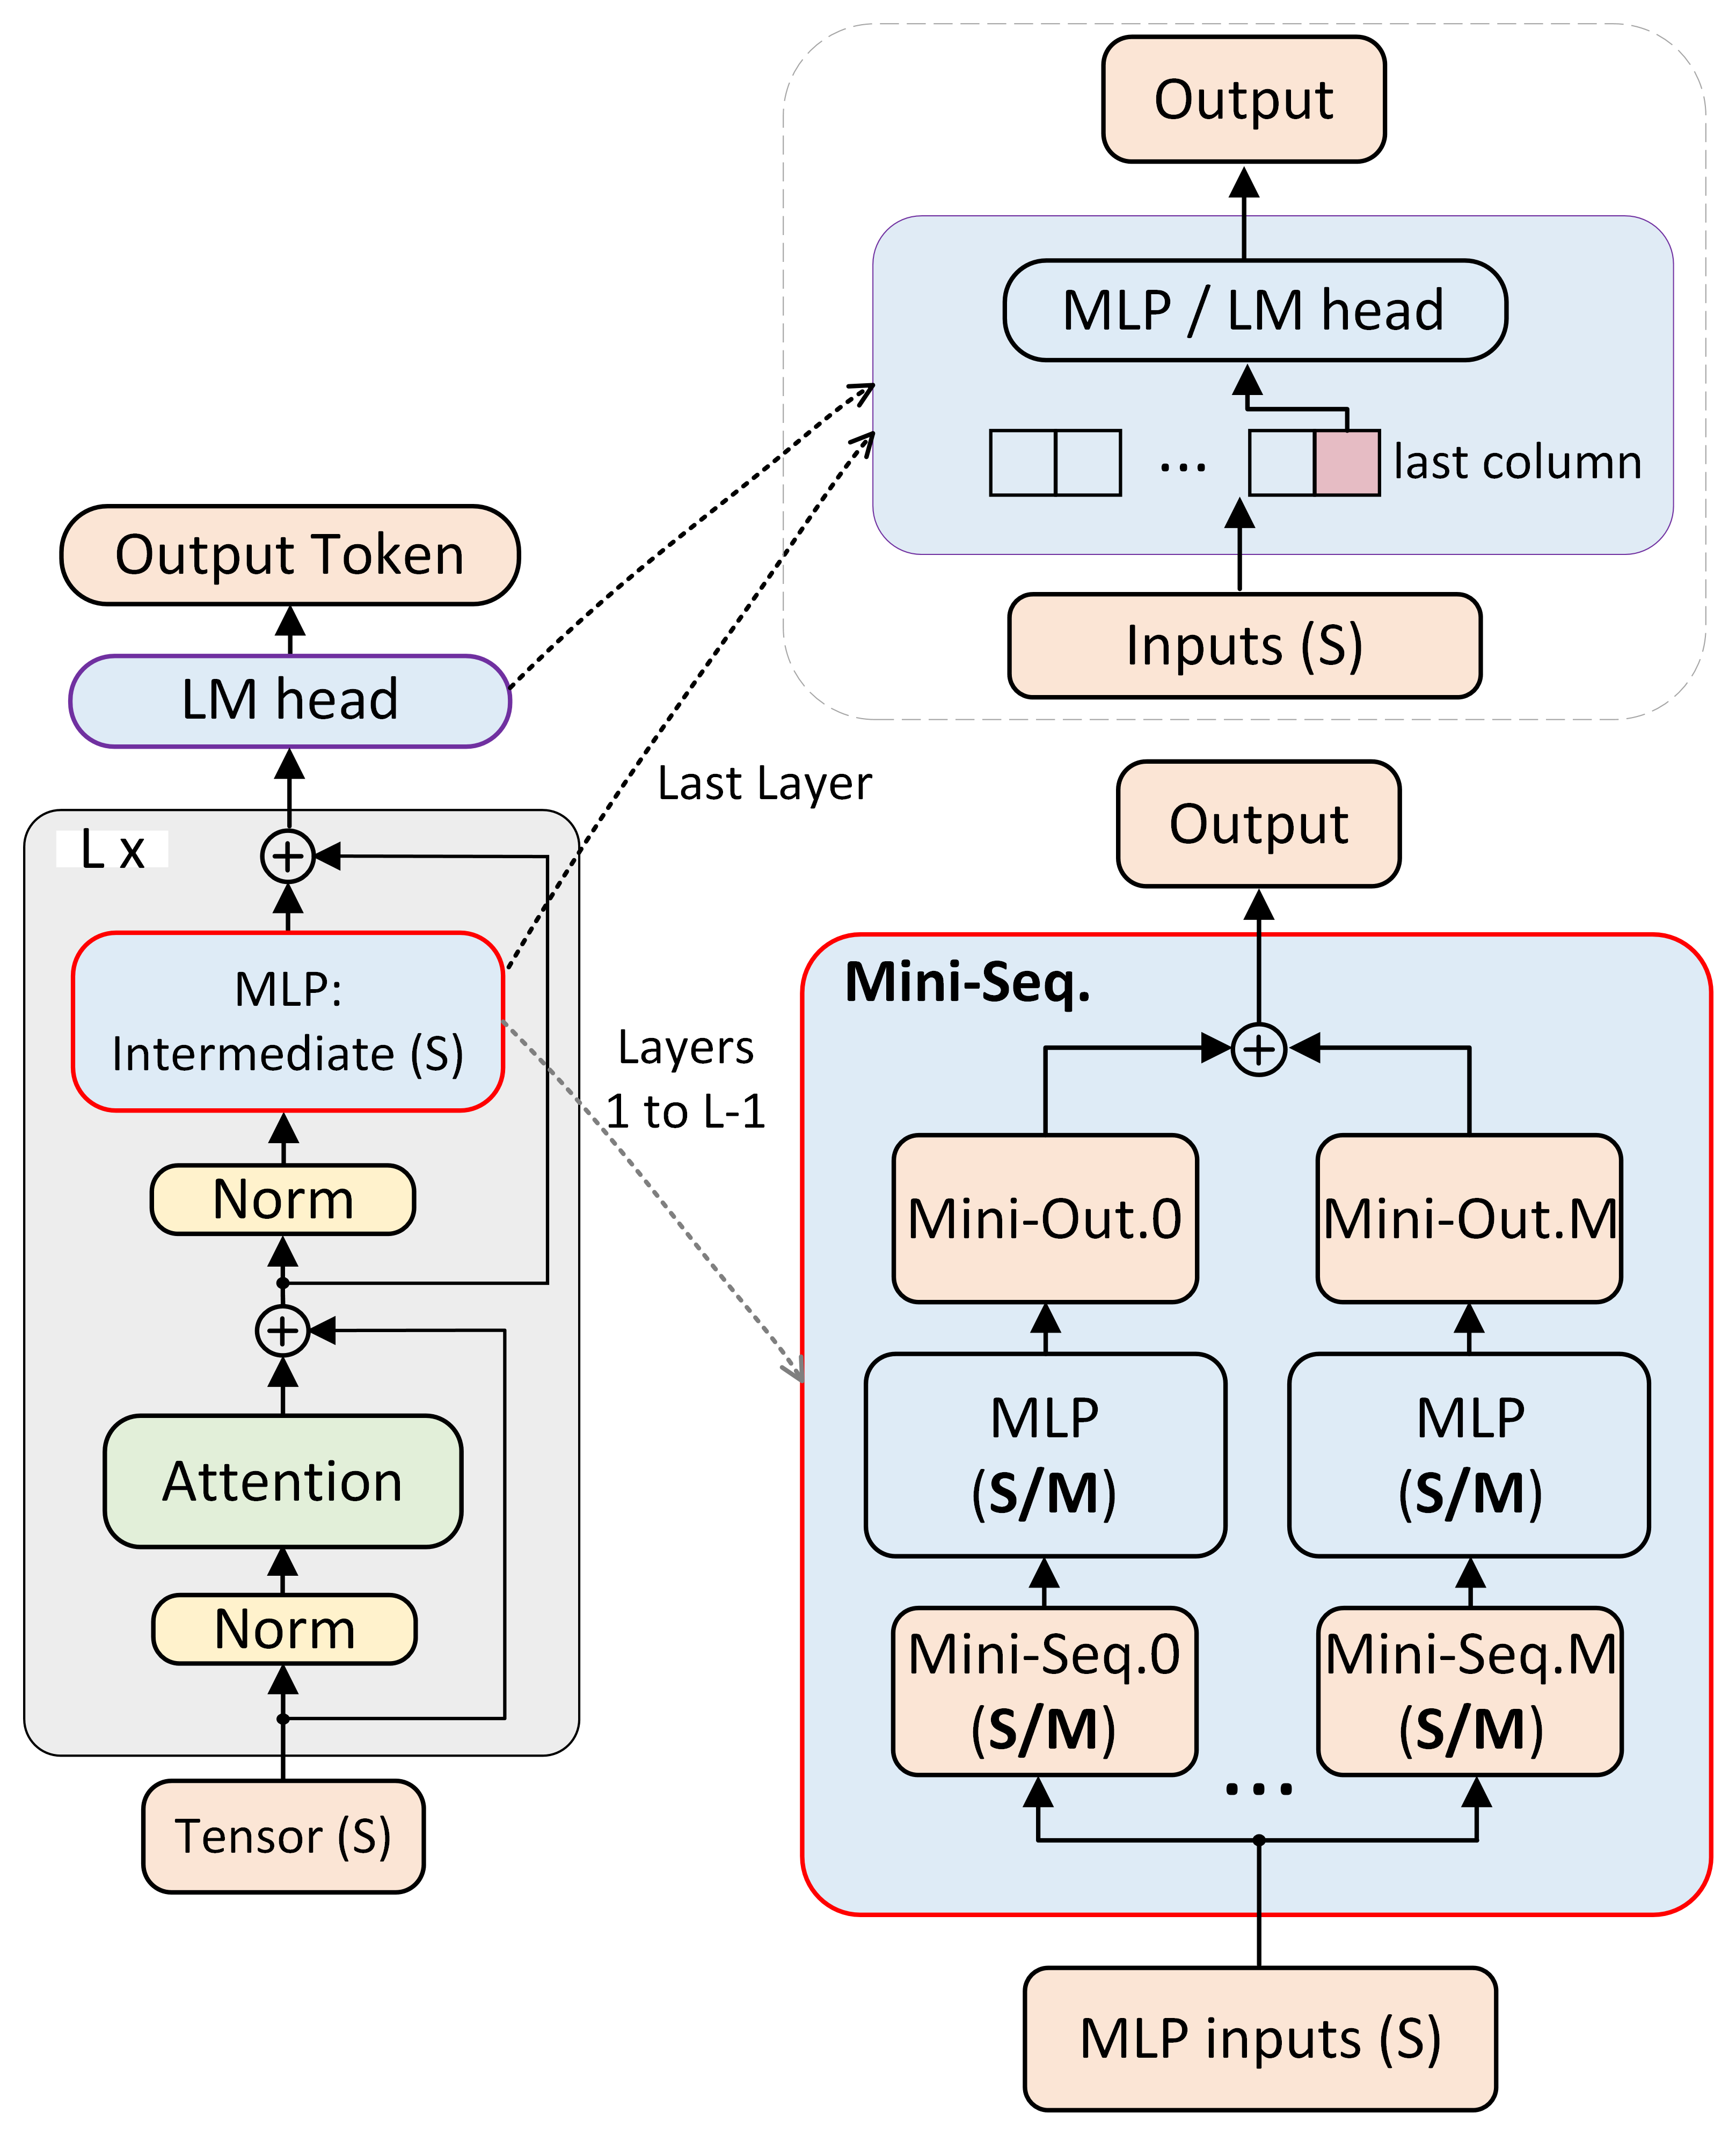 Output
MLP / LM head
... last column
Inputs (S)
Output Token
LM head
Last Layer
L x
MLP:
Intermediate (S)
Layers
1 to L-1
Norm
Attention
Norm
Tensor (S)
Output
Mini-Seq.
Mini-Out.0
Mini-Out.M
MLP
(S/M)
MLP
(S/M)
Mini-Seq.0
(S/M)
Mini-Seq.M
(S/M)
...
MLP inputs (S)